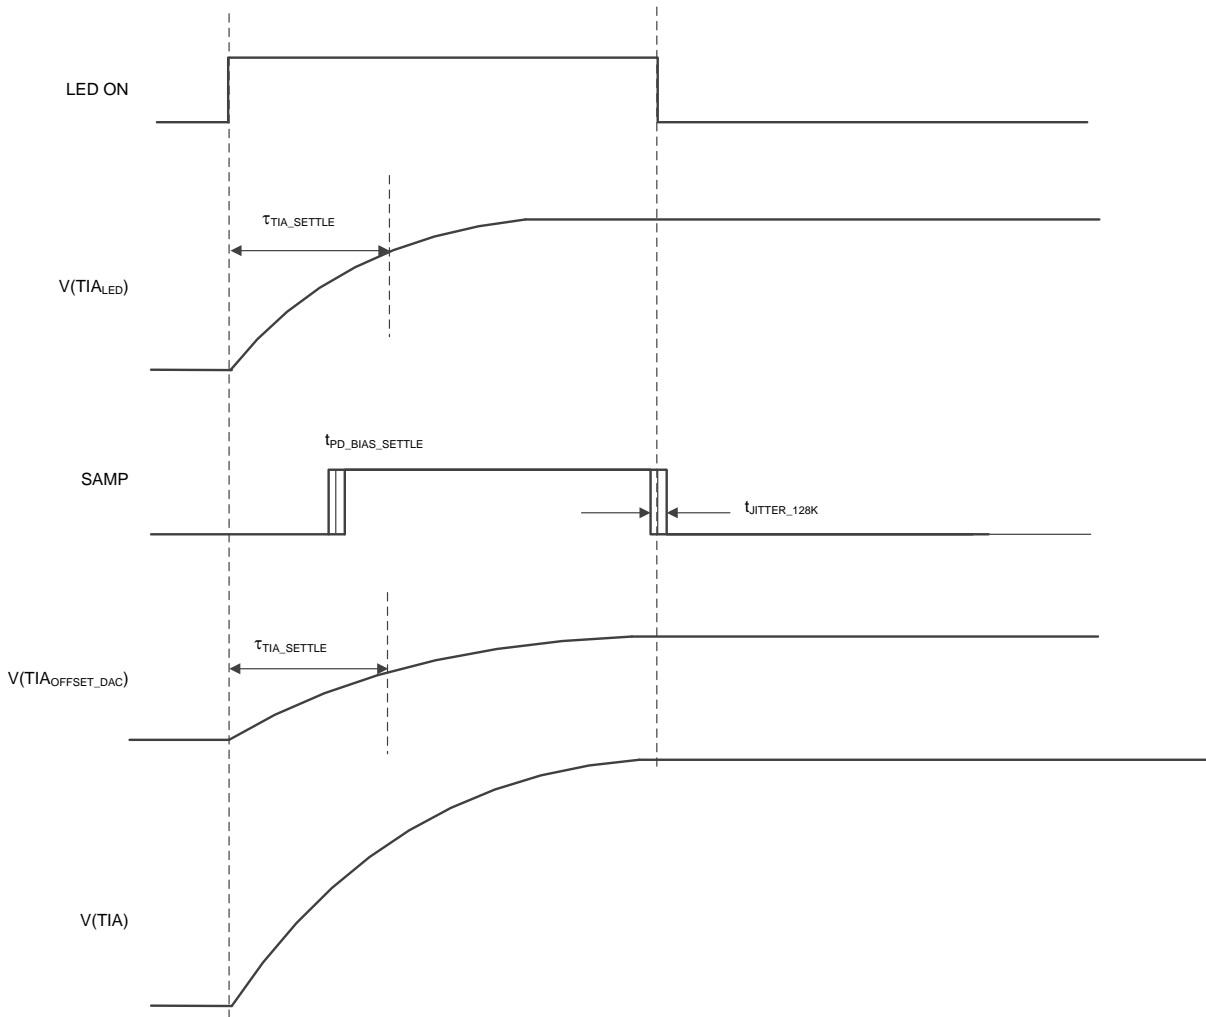 LED ON
τTIA_SETTLE
V(TIALED)
tPD_BIAS_SETTLE
SAMP
tJITTER_128K
τTIA_SETTLE
V(TIAOFFSET_DAC)
V(TIA)